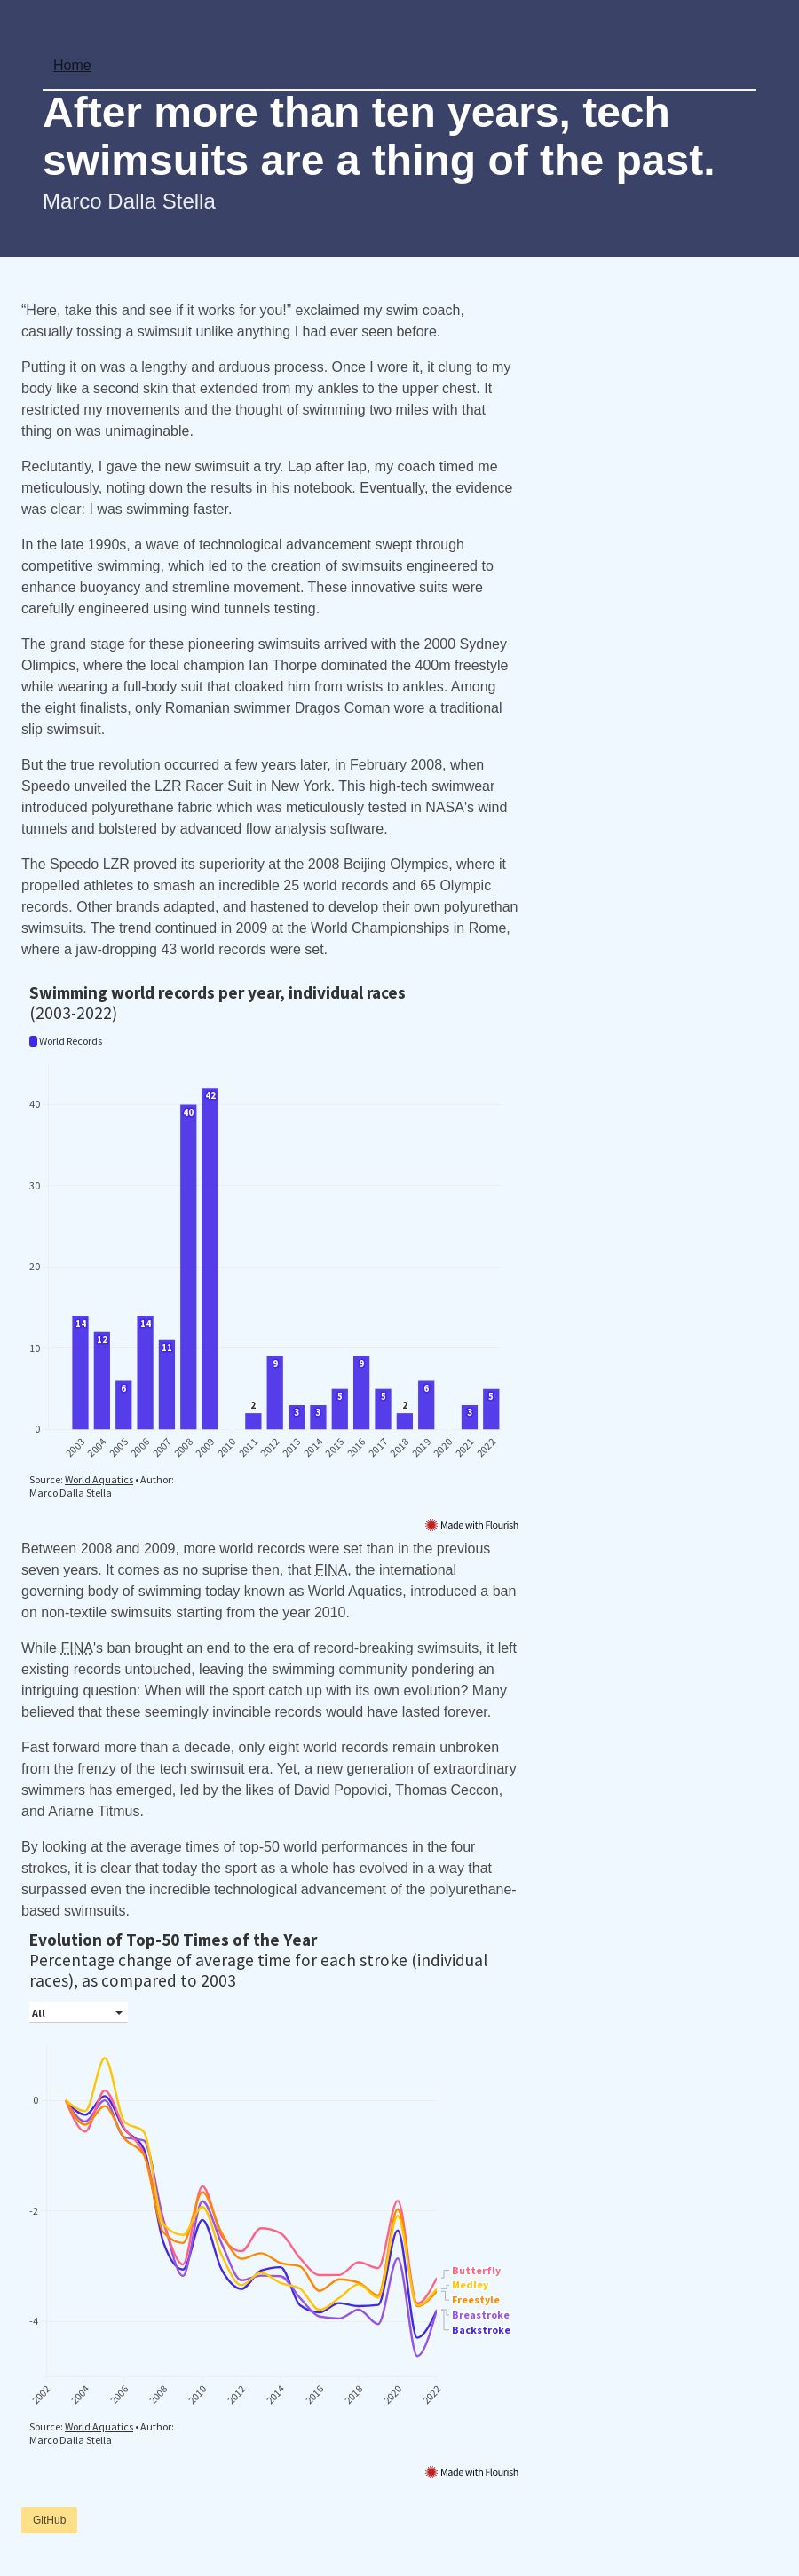 Home
After more than ten years, tech
swimsuits are a thing of the past.
Marco Dalla Stella
“Here, take this and see if it works for you!” exclaimed my swim coach,
casually tossing a swimsuit unlike anything I had ever seen before.
Putting it on was a lengthy and arduous process. Once I wore it, it clung to my
body like a second skin that extended from my ankles to the upper chest. It
restricted my movements and the thought of swimming two miles with that
thing on was unimaginable.
Reclutantly, I gave the new swimsuit a try. Lap after lap, my coach timed me
meticulously, noting down the results in his notebook. Eventually, the evidence
was clear: I was swimming faster.
In the late 1990s, a wave of technological advancement swept through
competitive swimming, which led to the creation of swimsuits engineered to
enhance buoyancy and stremline movement. These innovative suits were
carefully engineered using wind tunnels testing.
The grand stage for these pioneering swimsuits arrived with the 2000 Sydney
Olimpics, where the local champion Ian Thorpe dominated the 400m freestyle
while wearing a full-body suit that cloaked him from wrists to ankles. Among
the eight finalists, only Romanian swimmer Dragos Coman wore a traditional
slip swimsuit.
But the true revolution occurred a few years later, in February 2008, when
Speedo unveiled the LZR Racer Suit in New York. This high-tech swimwear
introduced polyurethane fabric which was meticulously tested in NASA's wind
tunnels and bolstered by advanced flow analysis software.
The Speedo LZR proved its superiority at the 2008 Beijing Olympics, where it
propelled athletes to smash an incredible 25 world records and 65 Olympic
records. Other brands adapted, and hastened to develop their own polyurethan
swimsuits. The trend continued in 2009 at the World Championships in Rome,
where a jaw-dropping 43 world records were set.
Swimming world records per year, individual races
(2003-2022)
World Records
40
30
20
10
0
14 12 6 14 11 40 42 2 9 3 3 5 9 5 2 6 3 5
2003 2004 2005 2006 2007 2008 2009 2010 2011 2012 2013 2014 2015 2016 2017 2018 2019 2020 2021 2022
Source: World Aquatics • Author:
Marco Dalla Stella
Made with Flourish
Between 2008 and 2009, more world records were set than in the previous
seven years. It comes as no suprise then, that FINA, the international
governing body of swimming today known as World Aquatics, introduced a ban
on non-textile swimsuits starting from the year 2010.
While FINA's ban brought an end to the era of record-breaking swimsuits, it left
existing records untouched, leaving the swimming community pondering an
intriguing question: When will the sport catch up with its own evolution? Many
believed that these seemingly invincible records would have lasted forever.
Fast forward more than a decade, only eight world records remain unbroken
from the frenzy of the tech swimsuit era. Yet, a new generation of extraordinary
swimmers has emerged, led by the likes of David Popovici, Thomas Ceccon,
and Ariarne Titmus.
By looking at the average times of top-50 world performances in the four
strokes, it is clear that today the sport as a whole has evolved in a way that
surpassed even the incredible technological advancement of the polyurethane-
based swimsuits.
Evolution of Top-50 Times of the Year
Percentage change of average time for each stroke (individual
races), as compared to 2003
All
0
-2
-4
Butterfly
Medley
Freestyle
Breastroke
Backstroke
2002 2004 2006 2008 2010 2012 2014 2016 2018 2020 2022
Source: World Aquatics • Author:
Marco Dalla Stella
Made with Flourish
GitHub